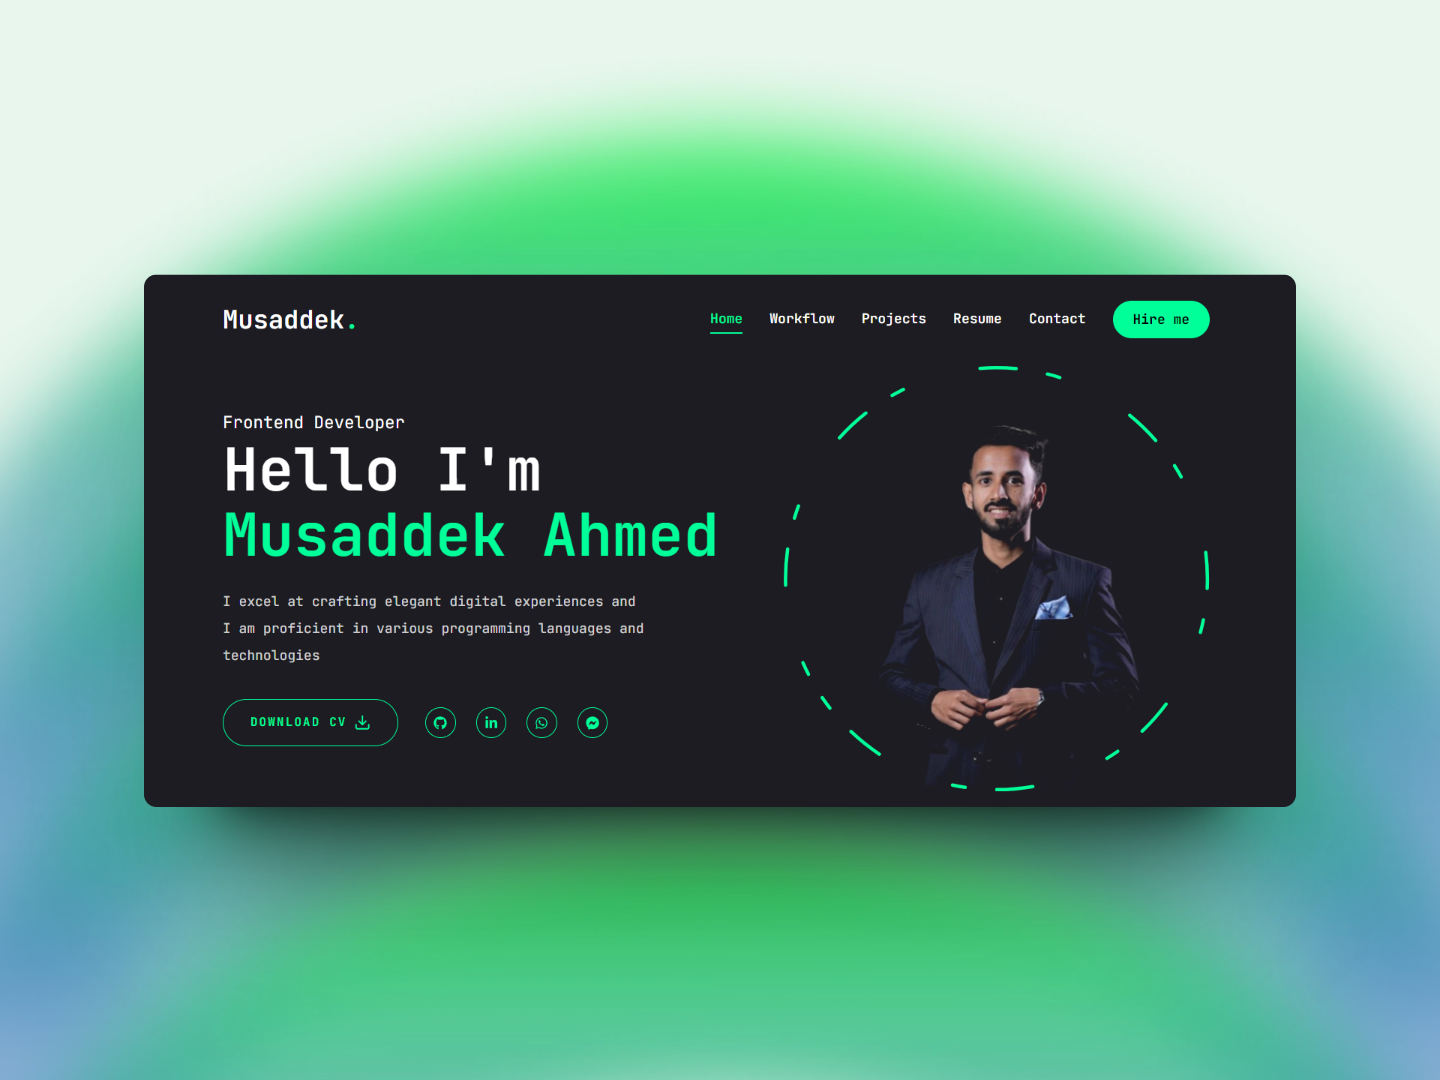 Musaddek.
Home Workflow Projects Resume Contact Hire me
Frontend Developer
Hello I'm
Musaddek Ahmed
I excel at crafting elegant digital experiences and
I am proficient in various programming languages and
technologies
DOWNLOAD CV
in